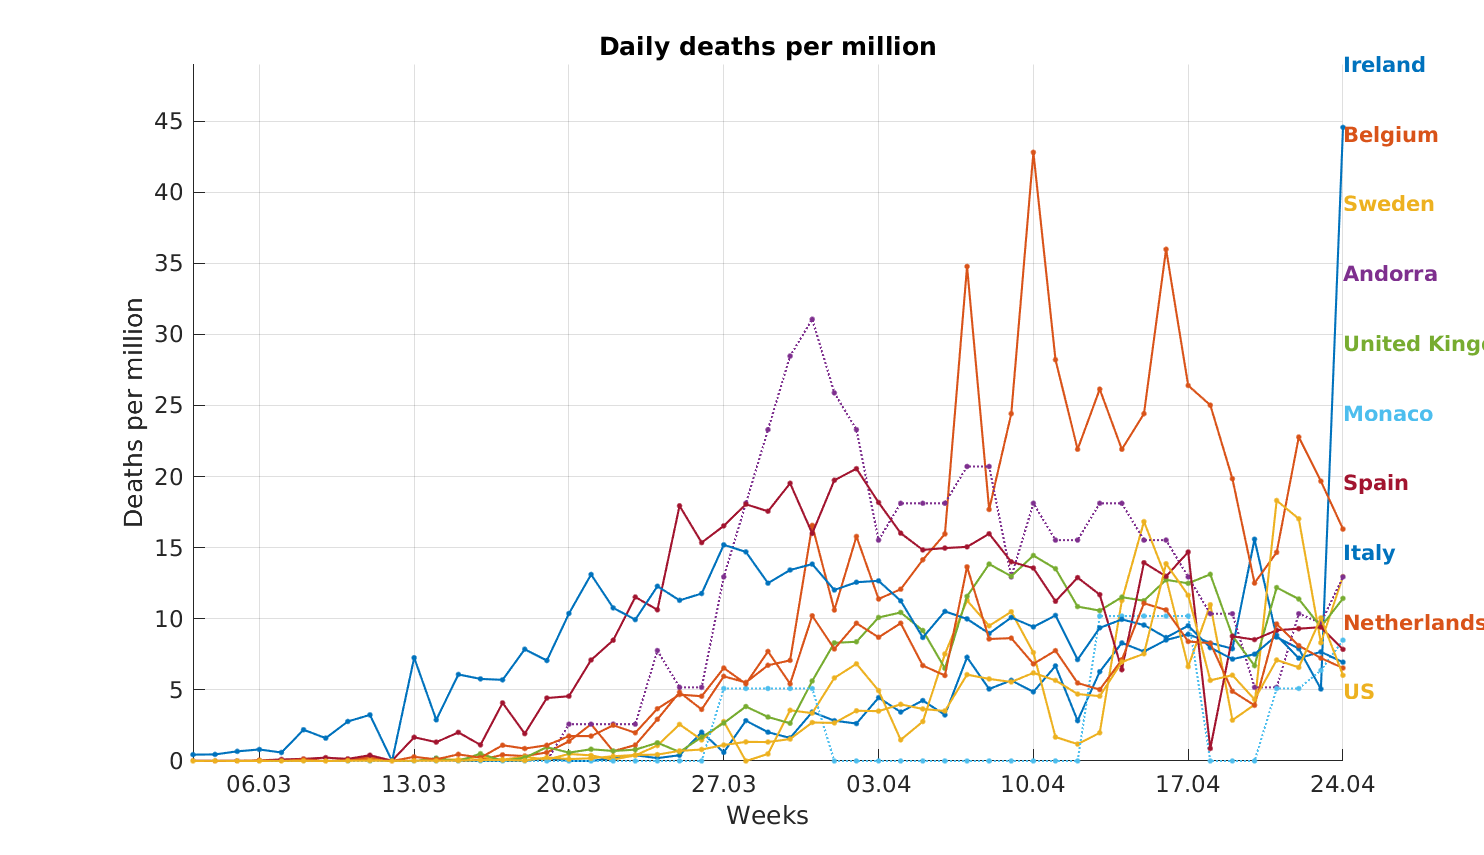 Daily deaths per million
Ireland
Belgium
Sweden
Andorra
United King
Monaco
Spain
Italy
Netherlands
US
Deaths per million
45
40
35
30
25
20
15
10
5
0
06.03 13.03 20.03 27.03 03.04 10.04 17.04 24.04
Weeks